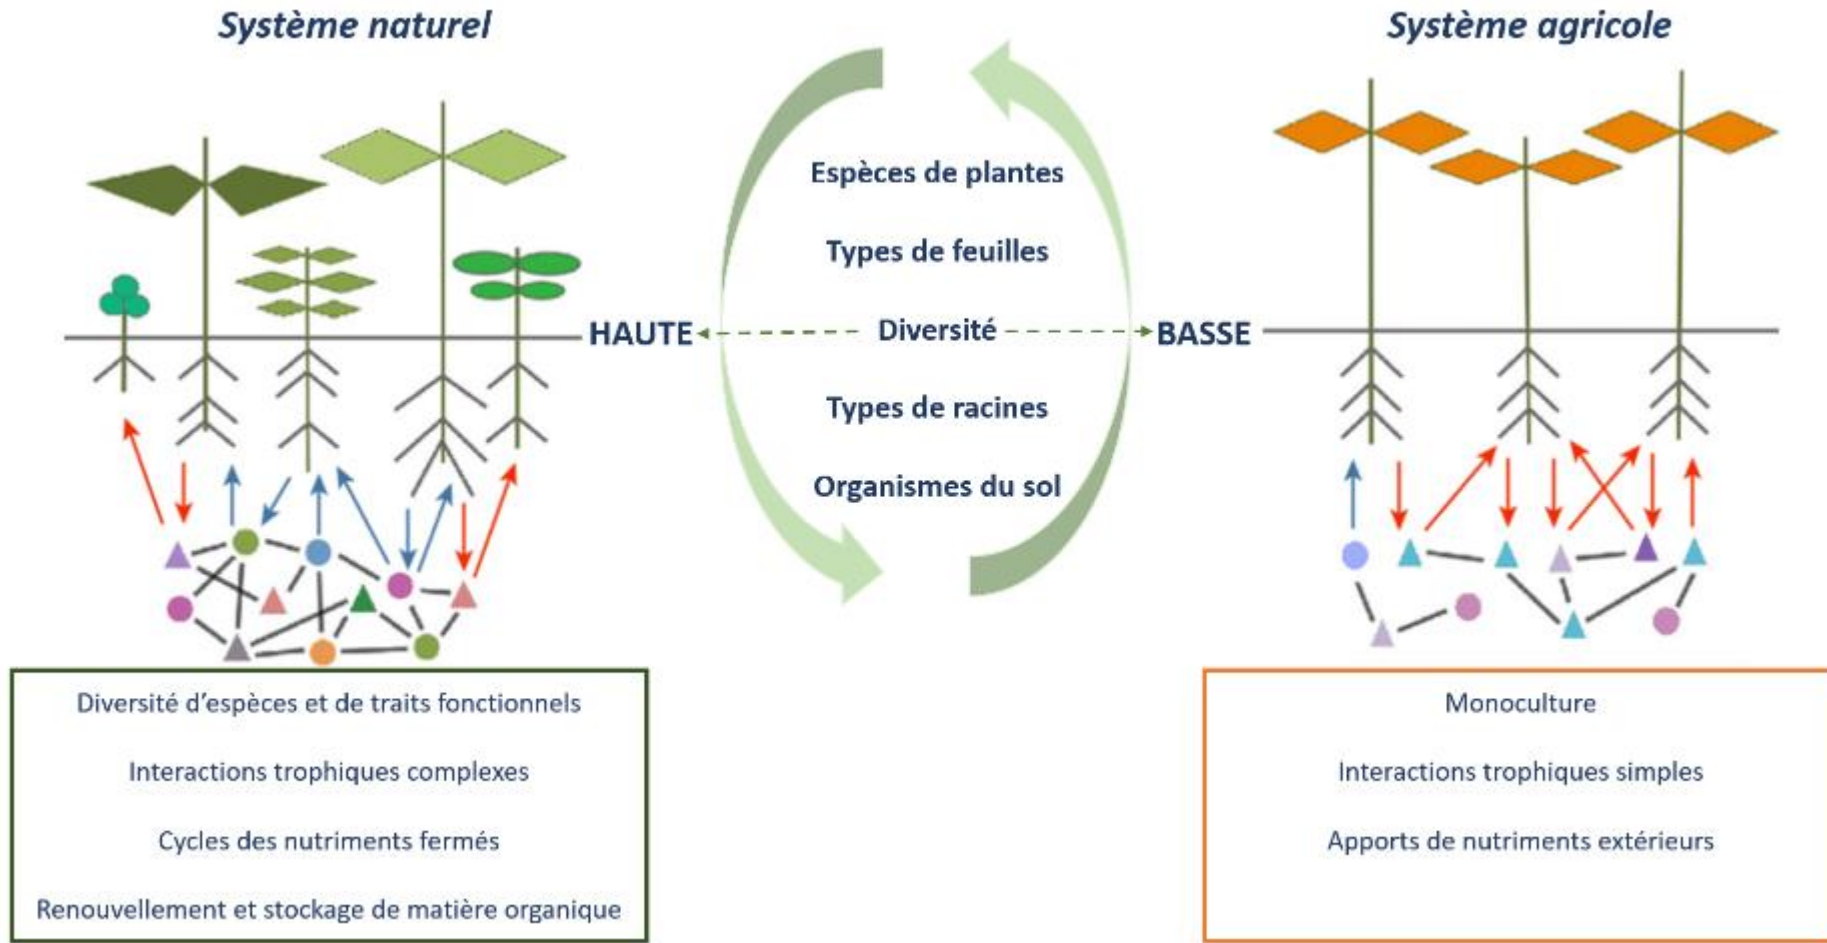 Système naturel
Système agricole
Espèces de plantes
Types de feuilles
HAUTE
Diversité
BASSE
Types de racines
Organismes du sol
Diversité d'espèces et de traits fonctionnels
Interactions trophiques complexes
Cycles des nutriments fermés
Renouvellement et stockage de matière organique
Monoculture
Interactions trophiques simples
Apports de nutriments extérieurs